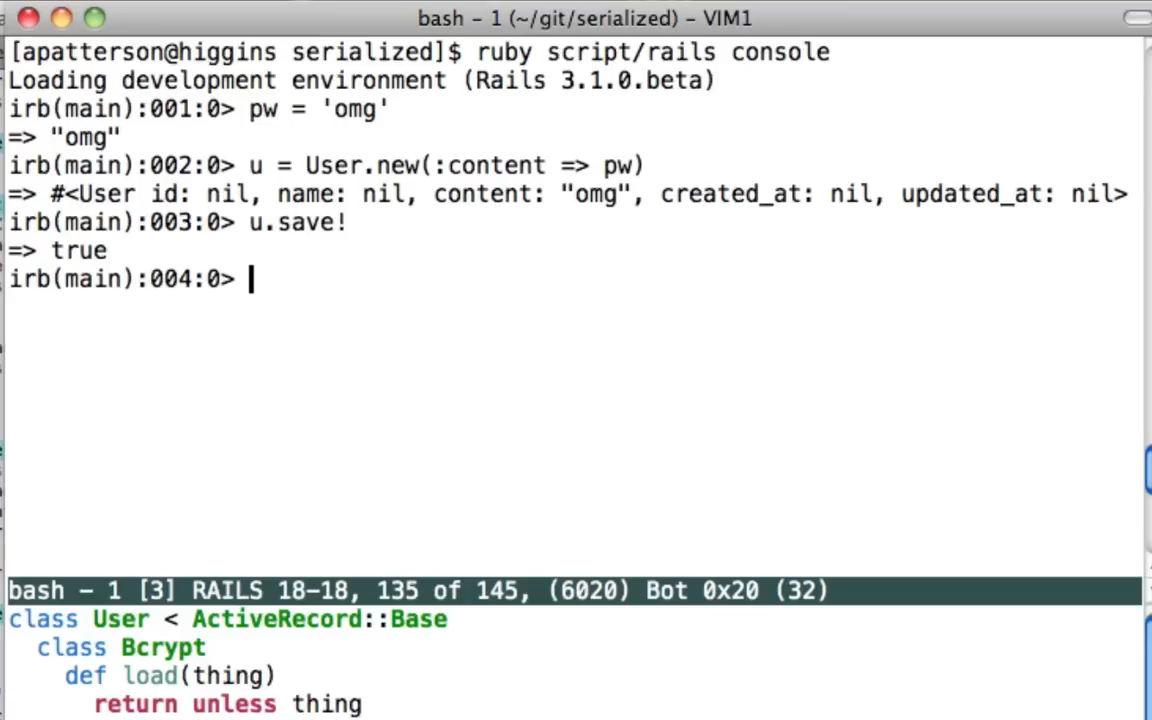 bash - 1 (~/git/serialized) - VIM1
[apatterson@higgins serialized]$ ruby script/rails console
Loading development environment (Rails 3.1.0.beta)
irb(main):001:0> pw = 'omg'
=> "omg"
irb(main):002:0> u = User.new(:content => pw)
=> #<User id: nil, name: nil, content: "omg", created_at: nil, updated_at: nil>
irb(main):003:0> u.save!
=> true
irb(main):004:0>
bash - 1 [3] RAILS 18-18, 135 of 145, (6020) Bot 0x20 (32)
class User < ActiveRecord::Base
  class Bcrypt
    def load(thing)
      return unless thing